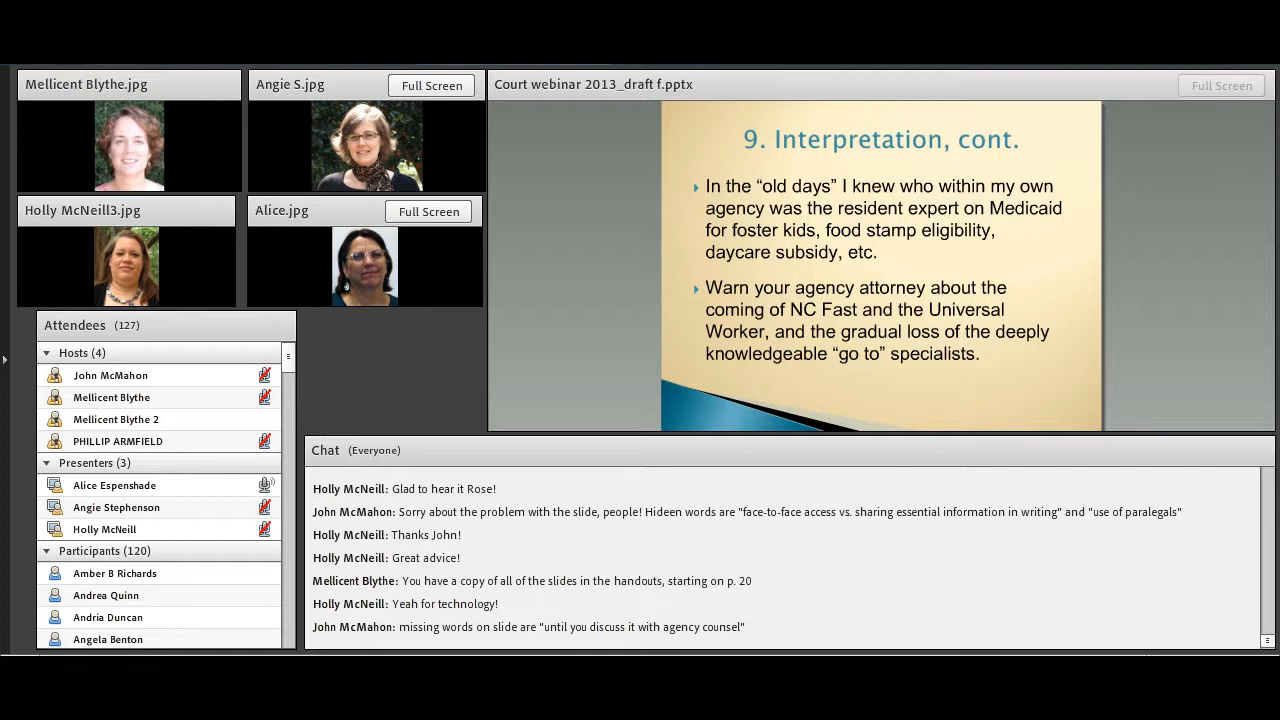 Mellicent Blythe.jpg
Angie S.jpg
Full Screen
Holly McNeill3.jpg
Alice.jpg
Full Screen
Attendees (127)
Hosts (4)
John McMahon
Mellicent Blythe
Mellicent Blythe 2
PHILLIP ARMFIELD
Presenters (3)
Alice Espenshade
Angie Stephenson
Holly McNeill
Participants (120)
Amber B Richards
Andrea Quinn
Andria Duncan
Angela Benton
Court webinar 2013_draft f.pptx
Full Screen
9. Interpretation, cont.
In the “old days” I knew who within my own
agency was the resident expert on Medicaid
for foster kids, food stamp eligibility,
daycare subsidy, etc.
Warn your agency attorney about the
coming of NC Fast and the Universal
Worker, and the gradual loss of the deeply
knowledgeable “go to” specialists.
Chat (Everyone)
Holly McNeill: Glad to hear it Rose!
John McMahon: Sorry about the problem with the slide, people! Hideen words are "face-to-face access vs. sharing essential information in writing" and "use of paralegals"
Holly McNeill: Thanks John!
Holly McNeill: Great advice!
Mellicent Blythe: You have a copy of all of the slides in the handouts, starting on p. 20
Holly McNeill: Yeah for technology!
John McMahon: missing words on slide are "until you discuss it with agency counsel"